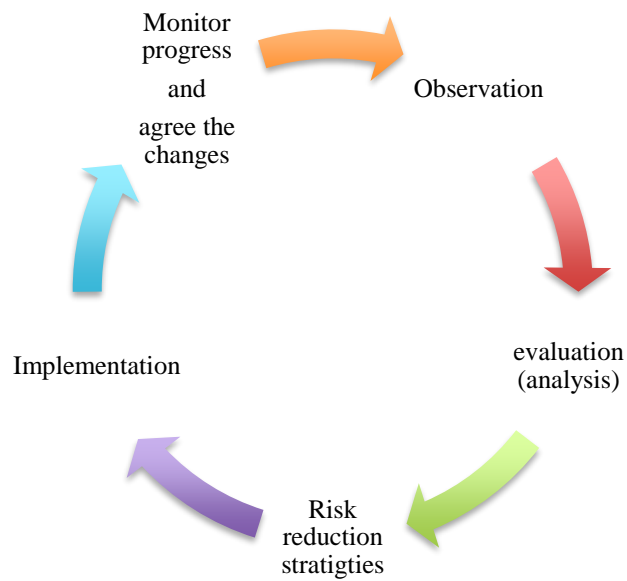 Monitor
progress
and
agree the
changes
Observation
evaluation
(analysis)
Risk
reduction
stratigties
Implementation